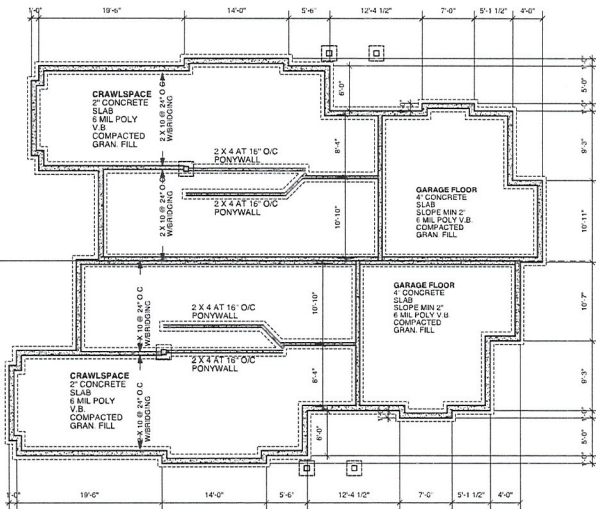 1'-0" 19'-6" 14'-0" 5'-6" 12'-4 1/2" 7'-0" 5'-1 1/2" 4'-0"
CRAWLSPACE
2" CONCRETE
SLAB
6 MIL POLY
V.B
COMPACTED
GRAN. FILL
2 X 10 @ 24" O C
W/BRIDGING
6'-0"
1'-0"
5'-0"
1'-0"
2 X 4 AT 16" O/C
PONYWALL
8'-4"
9'-3"
2 X 10 @ 24" O.C.
W/BRIDGING
2 X 4 AT 16" O/C
PONYWALL
10'-10"
GARAGE FLOOR
4" CONCRETE
SLAB
SLOPE MIN 2"
6 MIL POLY V.B.
COMPACTED
GRAN. FILL
10'-11"
2 X 10 @ 24" O C
W/BRIDGING
2 X 4 AT 16" O/C
PONYWALL
10'-10"
GARAGE FLOOR
4" CONCRETE
SLAB
SLOPE MIN 2"
6 MIL POLY V.B
COMPACTED
GRAN. FILL
10'-7"
2 X 4 AT 16" O/C
PONYWALL
CRAWLSPACE
2" CONCRETE
SLAB
6 MIL POLY
V.B.
COMPACTED
GRAN. FILL
2 X 10 @ 24" O.C
W/BRIDGING
8'-4"
9'-3"
6'-0"
1'-0"
5'-0"
1'-0"
1'-0" 19'-6" 14'-0" 5'-6" 12'-4 1/2" 7'-0" 5'-1 1/2" 4'-0"